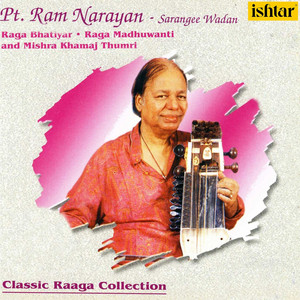 Pt. Ram Narayan - Sarangee Wadan
ishtar
Raga Bhatiyar • Raga Madhuwanti
and Mishra Khamaj Thumri
Classic Raaga Collection